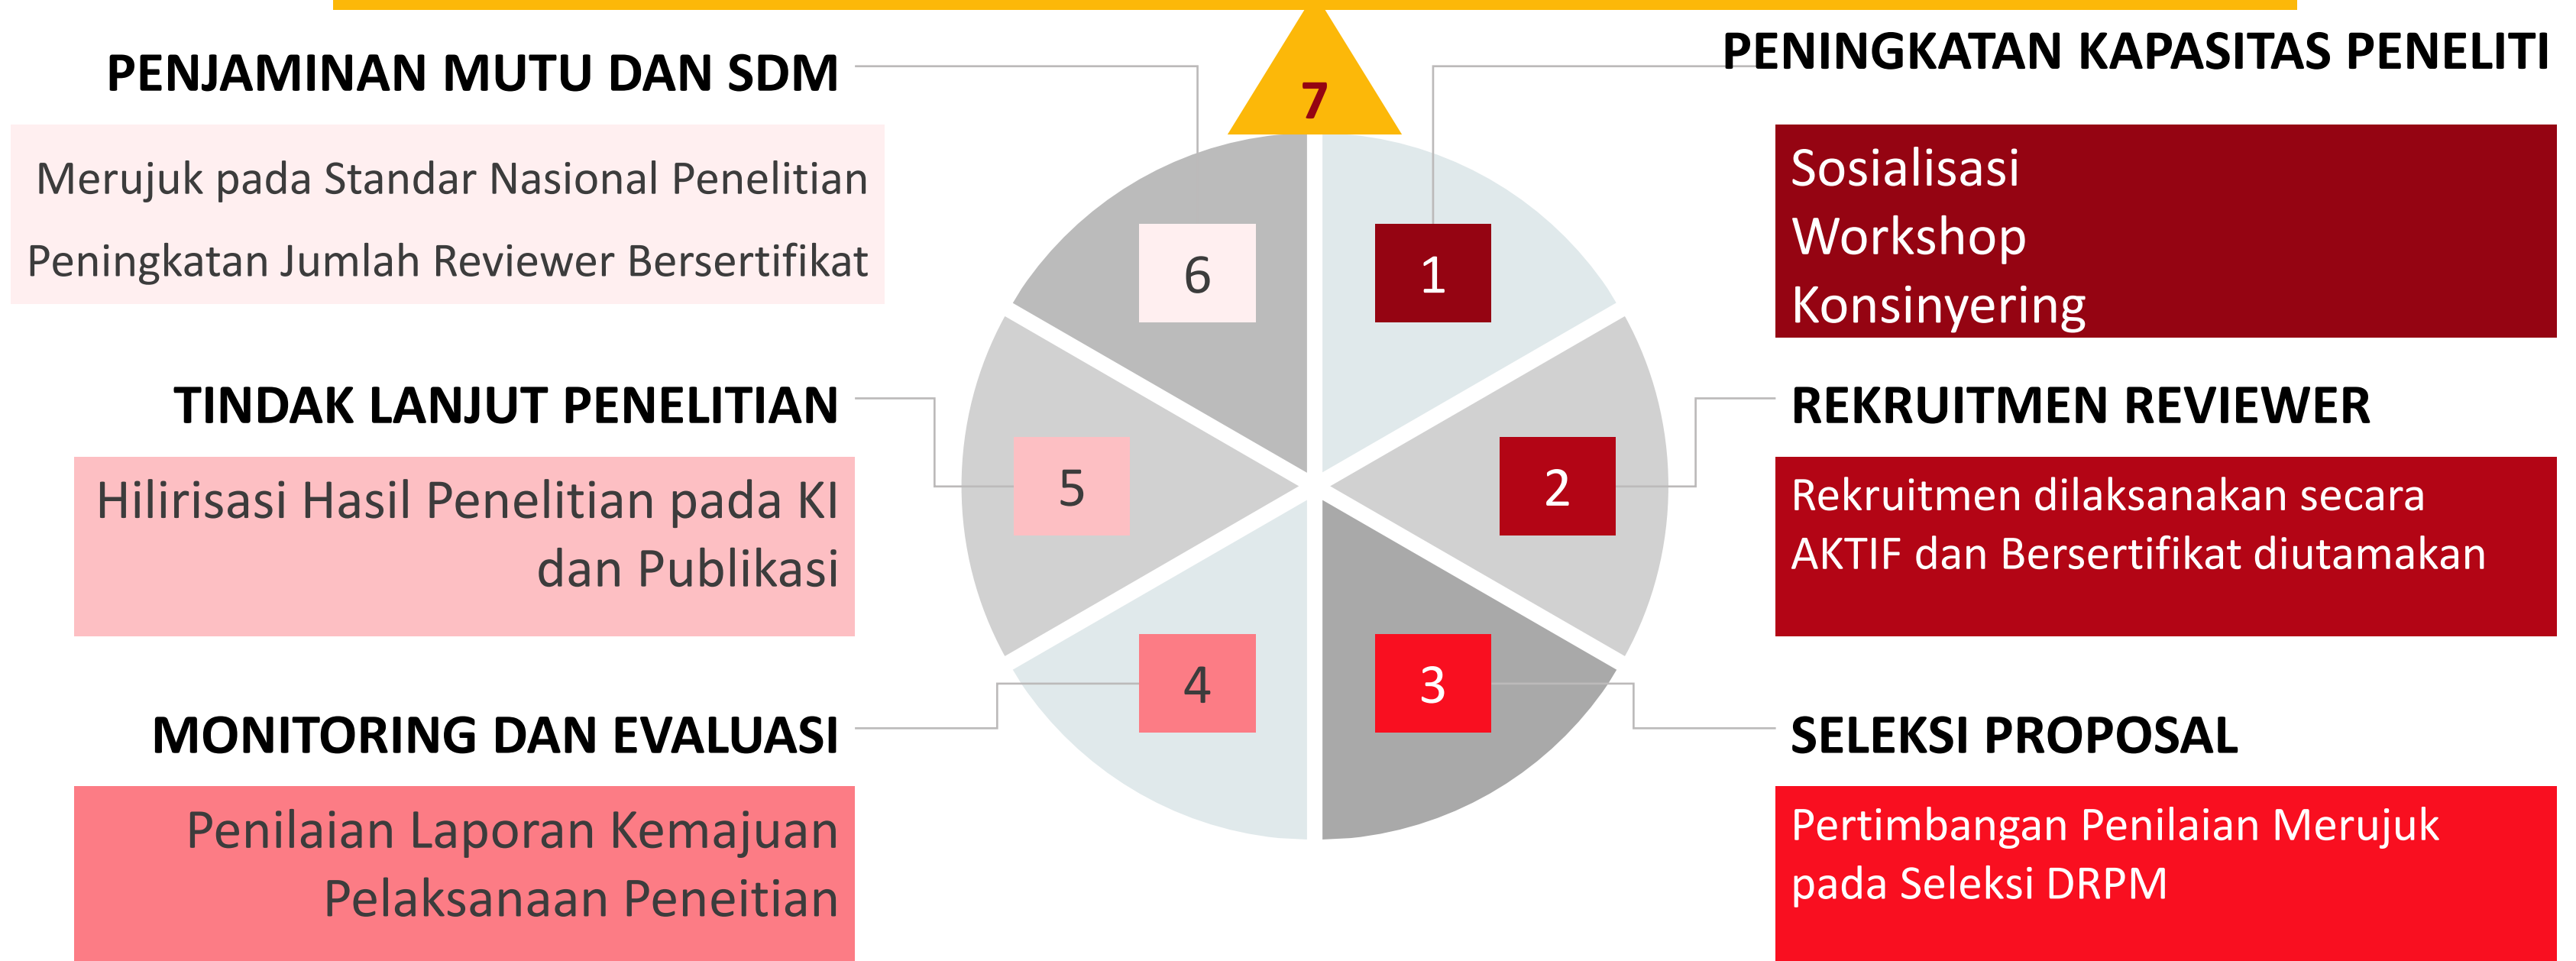 7
PENINGKATAN KAPASITAS PENELITI
Sosialisasi
Workshop
Konsinyering
1
REKRUITMEN REVIEWER
Rekruitmen dilaksanakan secara
AKTIF dan Bersertifikat diutamakan
2
SELEKSI PROPOSAL
Pertimbangan Penilaian Merujuk
pada Seleksi DRPM
3
MONITORING DAN EVALUASI
Penilaian Laporan Kemajuan
Pelaksanaan Peneitian
4
TINDAK LANJUT PENELITIAN
Hilirisasi Hasil Penelitian pada KI
dan Publikasi
5
PENJAMINAN MUTU DAN SDM
Merujuk pada Standar Nasional Penelitian
Peningkatan Jumlah Reviewer Bersertifikat
6